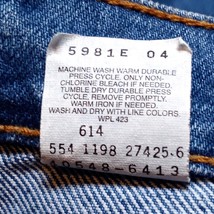 5981E 04
MACHINE WASH WARM DURABLE
PRESS CYCLE, ONLY NON-
CHLORINE BLEACH IF NEEDED.
TUMBLE DRY DURABLE PRESS
CYCLE, REMOVE PROMPTLY.
WARM IRON IF NEEDED.
WASH AND DRY WITH LIKE COLORS.
WPL 423
614
554 1198 27425-6